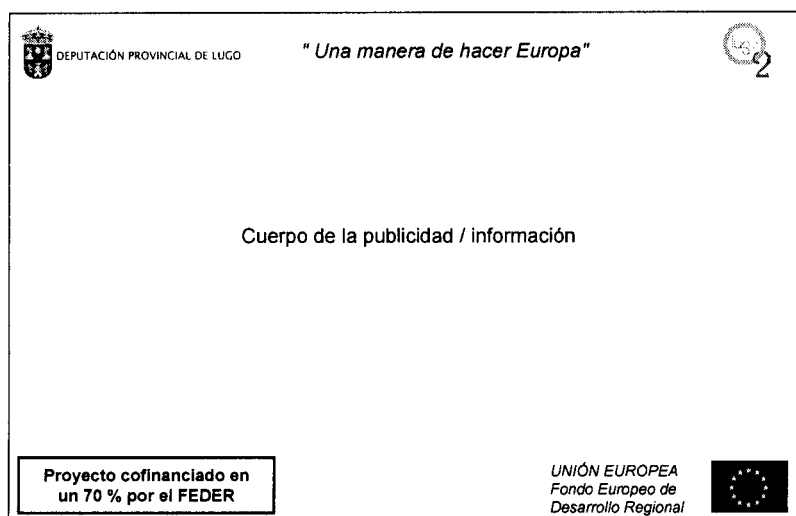 DEPUTACIÓN PROVINCIAL DE LUGO
" Una manera de hacer Europa"
2
Cuerpo de la publicidad / información
Proyecto cofinanciado en
un 70 % por el FEDER
UNIÓN EUROPEA
Fondo Europeo de
Desarrollo Regional